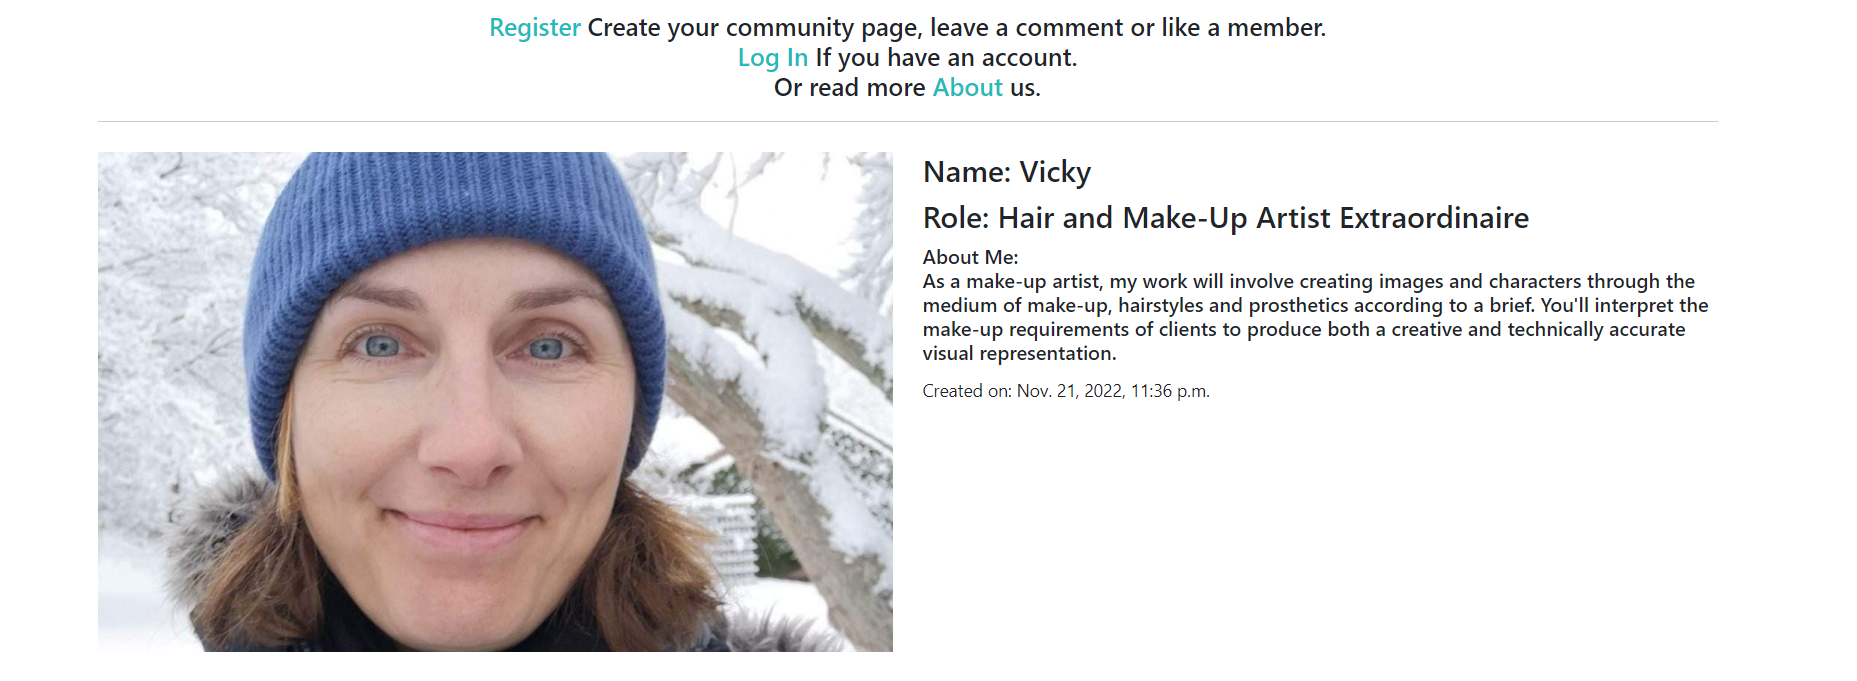 Register Create your community page, leave a comment or like a member.
Log In If you have an account.
Or read more About us.
Name: Vicky
Role: Hair and Make-Up Artist Extraordinaire
About Me:
As a make-up artist, my work will involve creating images and characters through the
medium of make-up, hairstyles and prosthetics according to a brief. You'll interpret the
make-up requirements of clients to produce both a creative and technically accurate
visual representation.
Created on: Nov. 21, 2022, 11:36 p.m.